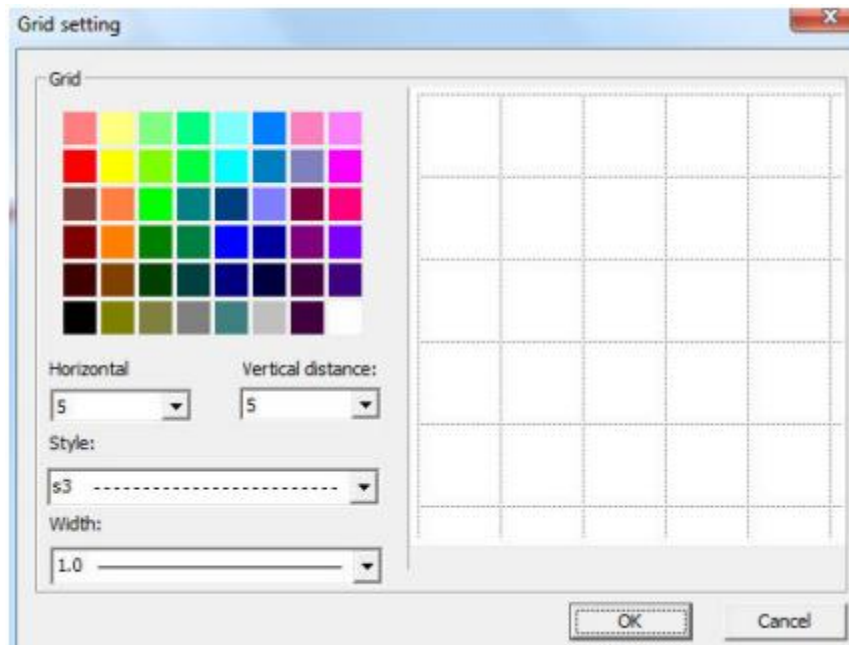 Grid setting
Grid
Horizontal
Vertical distance:
5
5
Style:
s3
Width:
1.0
OK
Cancel